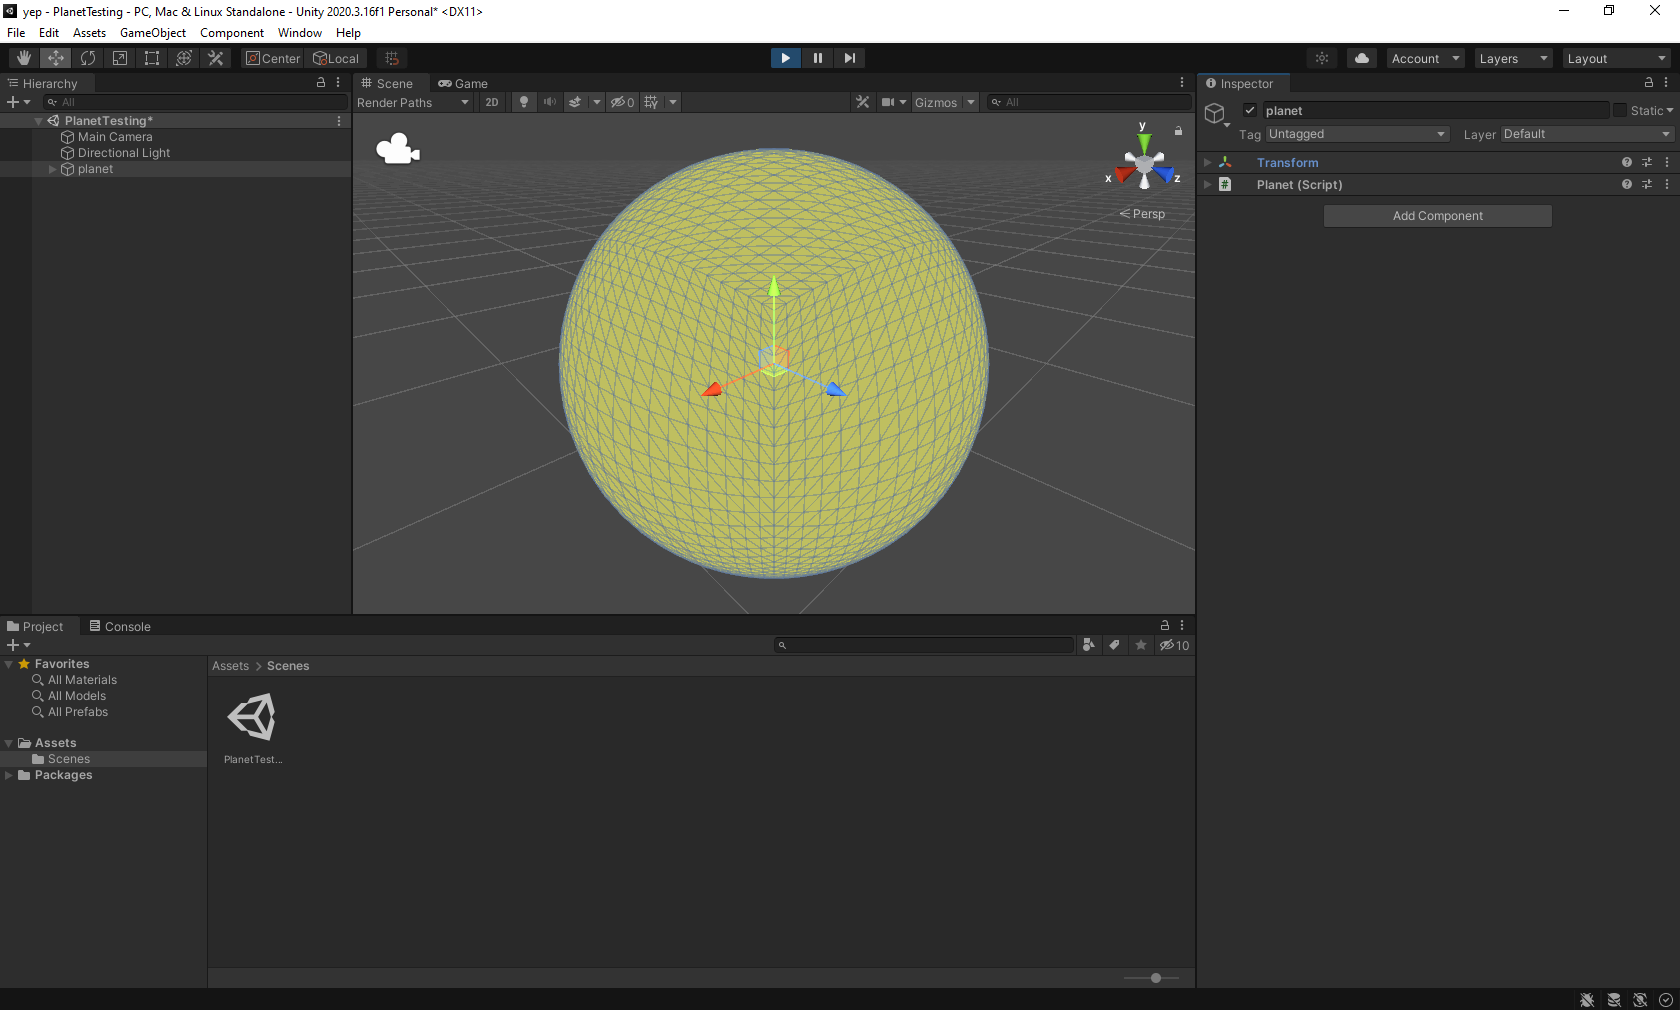 yep - PlanetTesting - PC, Mac & Linux Standalone - Unity 2020.3.16f1 Personal* <DX11>
File Edit Assets GameObject Component Window Help
Center Local Account Layers Layout
Hierarchy
All
PlanetTesting*
Main Camera
Directional Light
planet
Scene Game
Render Paths 2D 0 Gizmos All
y
x z
Persp
Inspector
planet Static
Tag Untagged Layer Default
Transform
# Planet (Script)
Add Component
Project Console
10
Favorites
All Materials
All Models
All Prefabs
Assets
Scenes
Packages
Assets > Scenes
PlanetTest...